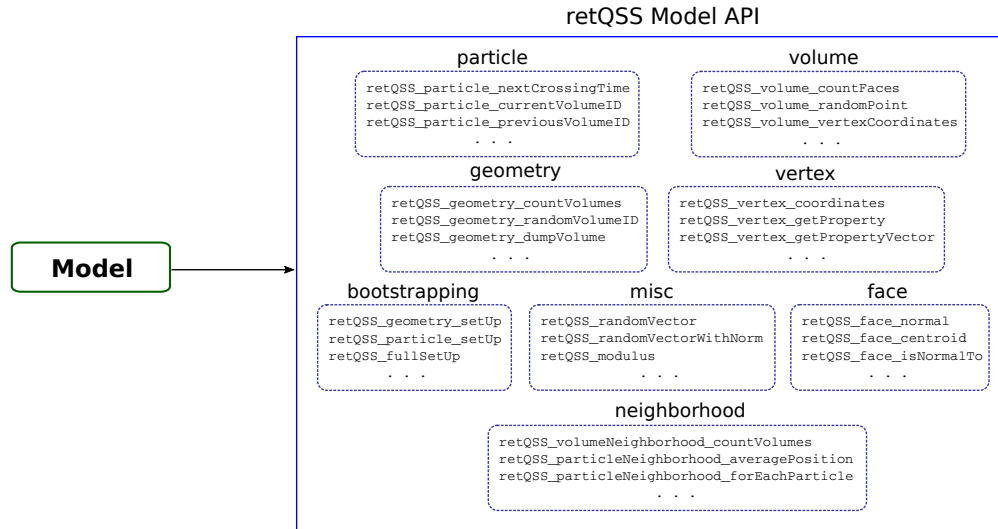 retQSS Model API
particle
retQSS_particle_nextCrossingTime
retQSS_particle_currentVolumeID
retQSS_particle_previousVolumeID
. . .
volume
retQSS_volume_countFaces
retQSS_volume_randomPoint
retQSS_volume_vertexCoordinates
. . .
geometry
retQSS_geometry_countVolumes
retQSS_geometry_randomVolumeID
retQSS_geometry_dumpVolume
. . .
vertex
retQSS_vertex_coordinates
retQSS_vertex_getProperty
retQSS_vertex_getPropertyVector
. . .
Model
bootstrapping
retQSS_geometry_setUp
retQSS_particle_setUp
retQSS_fullSetUp
. . .
misc
retQSS_randomVector
retQSS_randomVectorWithNorm
retQSS_modulus
. . .
face
retQSS_face_normal
retQSS_face_centroid
retQSS_face_isNormalTo
. . .
neighborhood
retQSS_volumeNeighborhood_countVolumes
retQSS_particleNeighborhood_averagePosition
retQSS_particleNeighborhood_forEachParticle
. . .